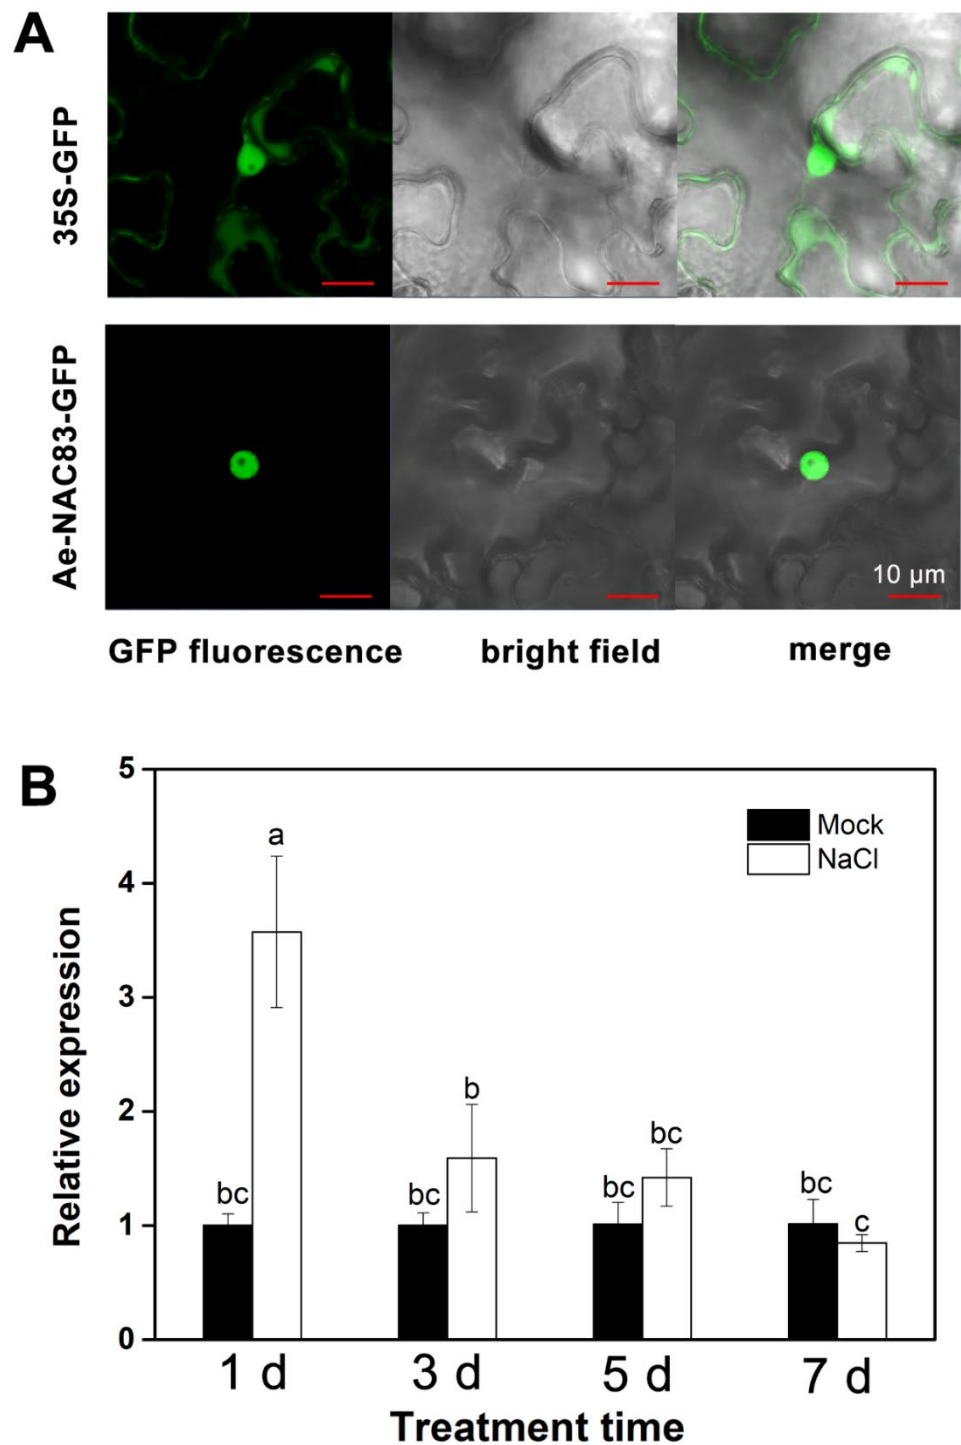 A
35S-GFP
Ae-NAC83-GFP
10 µm
GFP fluorescence bright field merge
B
Relative expression
5
4
3
2
1
0
Mock
NaCl
a
bc
b
bc
bc
bc
bc
c
1 d 3 d 5 d 7 d
Treatment time